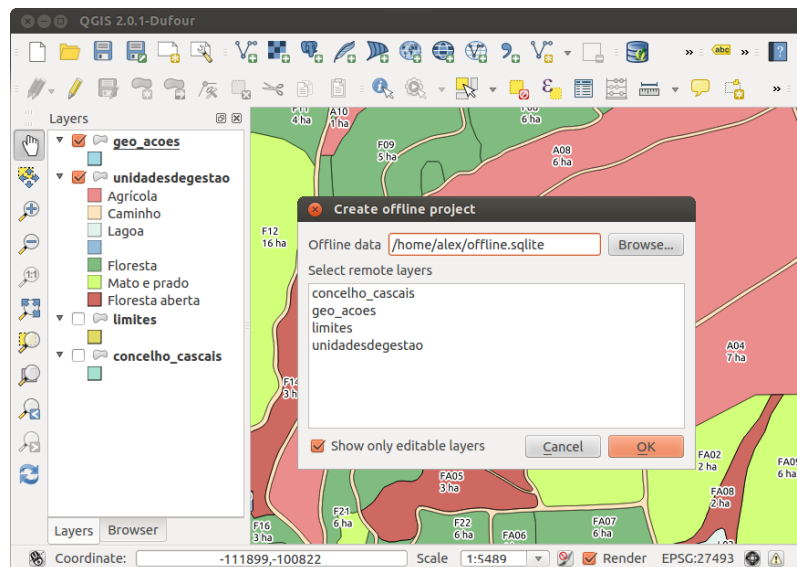 QGIS 2.0.1-Dufour
abc
Layers
geo_acoes
unidadesdegestao
Agrícola
Caminho
Lagoa
Floresta
Mato e prado
Floresta aberta
limites
concelho_cascais
Layers
Browser
4 ha
A10
1 ha
F09
5 ha
6 ha
A08
6 ha
F12
16 ha
Create offline project
Offline data
/home/alex/offline.sqlite
Browse...
Select remote layers
concelho_cascais
geo_acoes
limites
unidadesdegestao
Show only editable layers
Cancel
OK
A04
7 ha
F14
FA02
2 ha
6 ha
FA05
3 ha
FA08
2 ha
F16
3 ha
F21
6 ha
F22
6 ha
FA06
FA07
6 ha
Coordinate:
-111899,-100822
Scale
1:5489
Render
EPSG:27493